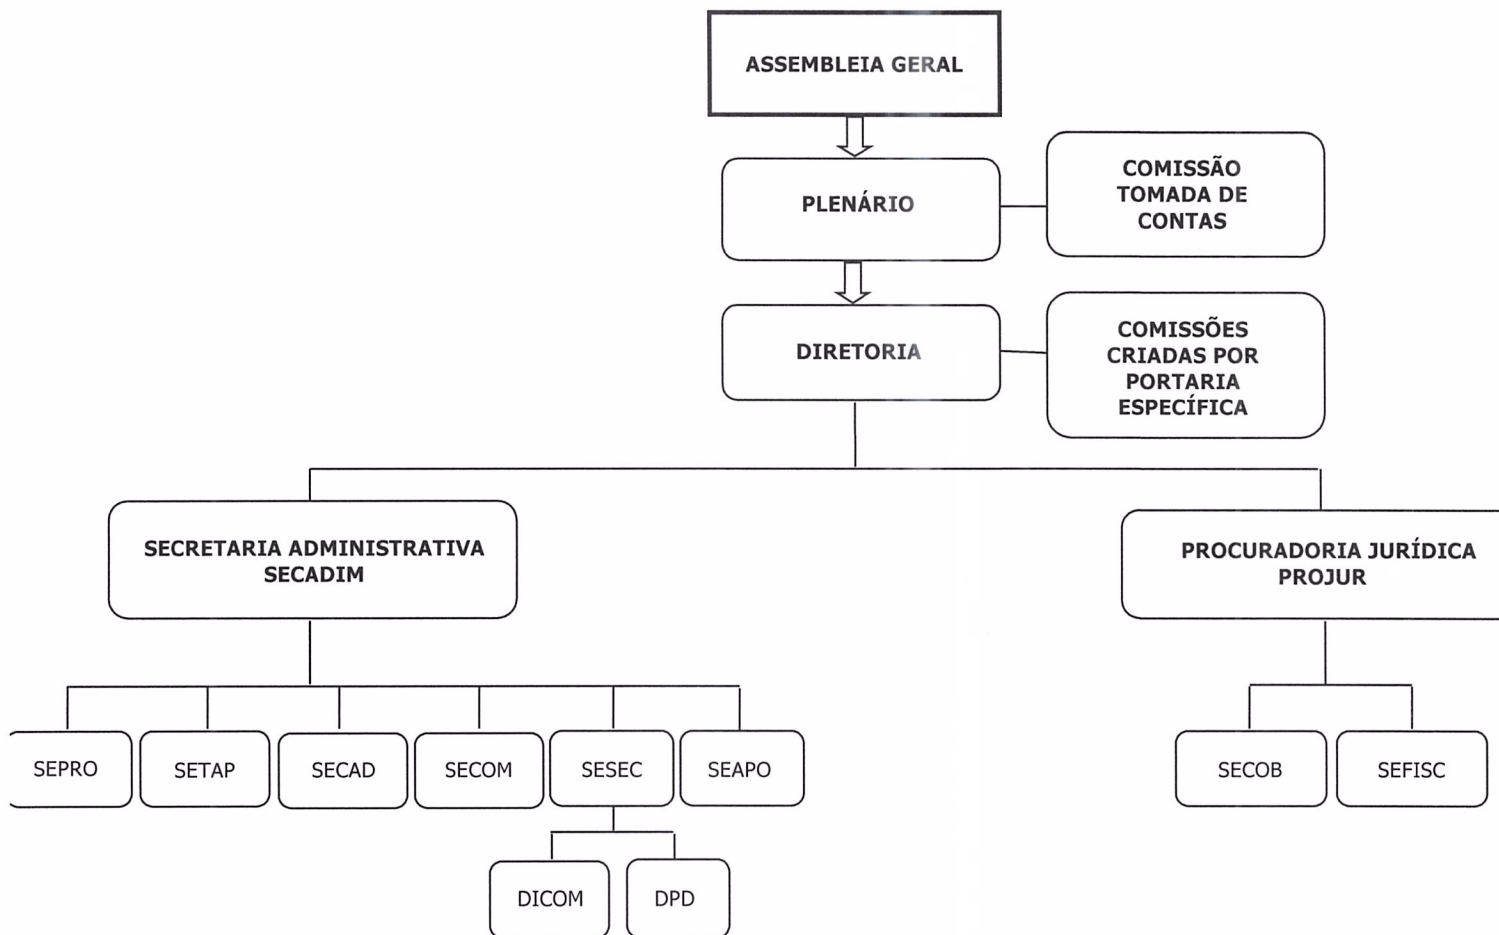 ASSEMBLEIA GERAL
PLENÁRIO
COMISSÃO
TOMADA DE
CONTAS
DIRETORIA
COMISSÕES
CRIADAS POR
PORTARIA
ESPECÍFICA
SECRETARIA ADMINISTRATIVA
SECADIM
PROCURADORIA JURÍDICA
PROJUR
SEPRO
SETAP
SECAD
SECOM
SESEC
SEAPO
SECOB
SEFISC
DICOM
DPD